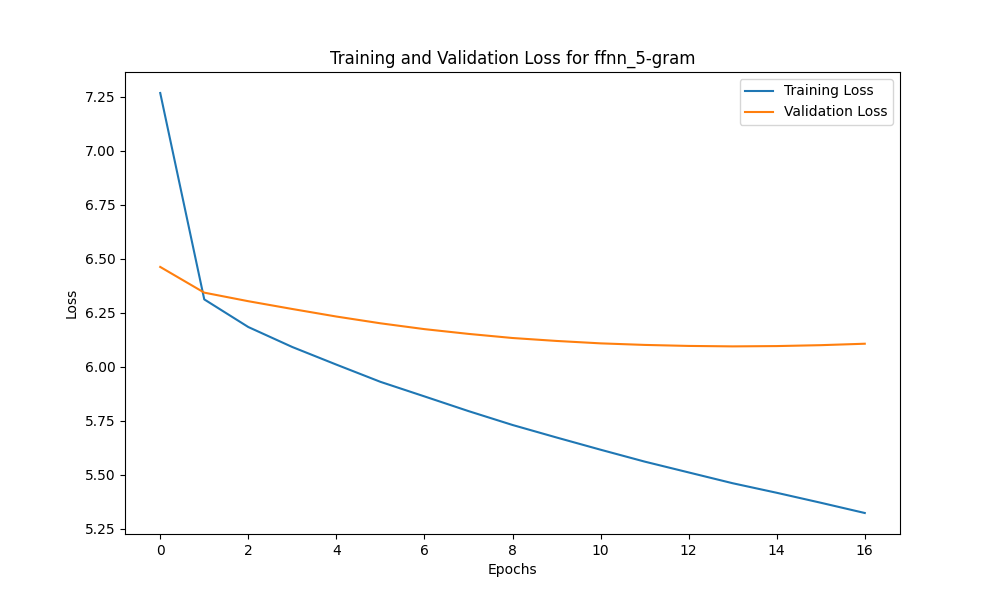 Training and Validation Loss for ffnn_5-gram
Training Loss
Validation Loss
7.25
7.00
6.75
6.50
6.25
6.00
5.75
5.50
5.25
Loss
0 2 4 6 8 10 12 14 16
Epochs